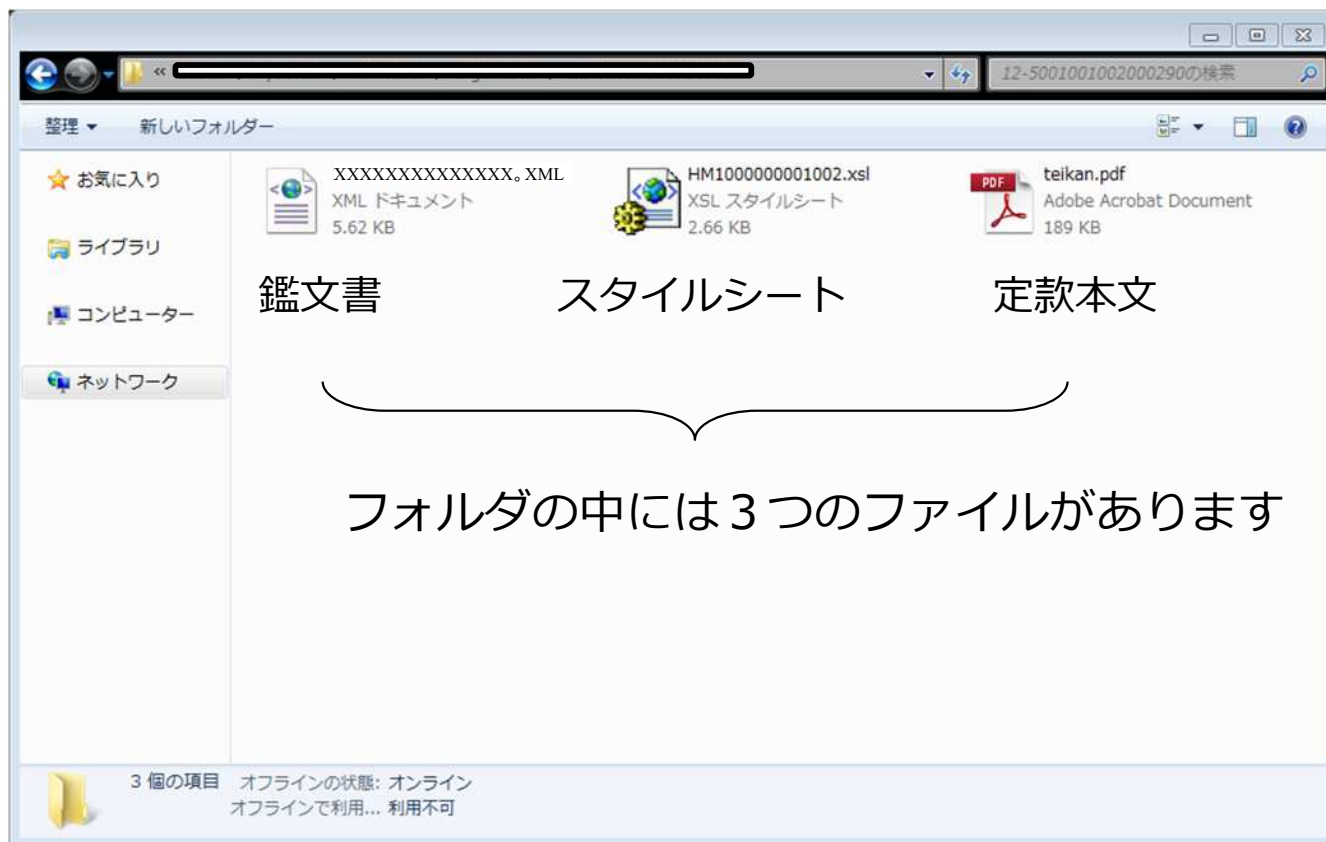 «
12-5001001002000290の検索
整理 新しいフォルダー
お気に入り
ライブラリ
コンピューター
ネットワーク
XXXXXXXXXXXXXX。XML
XML ドキュメント
5.62 KB
HM1000000001002.xsl
XSL スタイルシート
2.66 KB
PDF
teikan.pdf
Adobe Acrobat Document
189 KB
鑑文書 スタイルシート 定款本文
フォルダの中には３つのファイルがあります
3 個の項目 オフラインの状態: オンライン
オフラインで利用... 利用不可